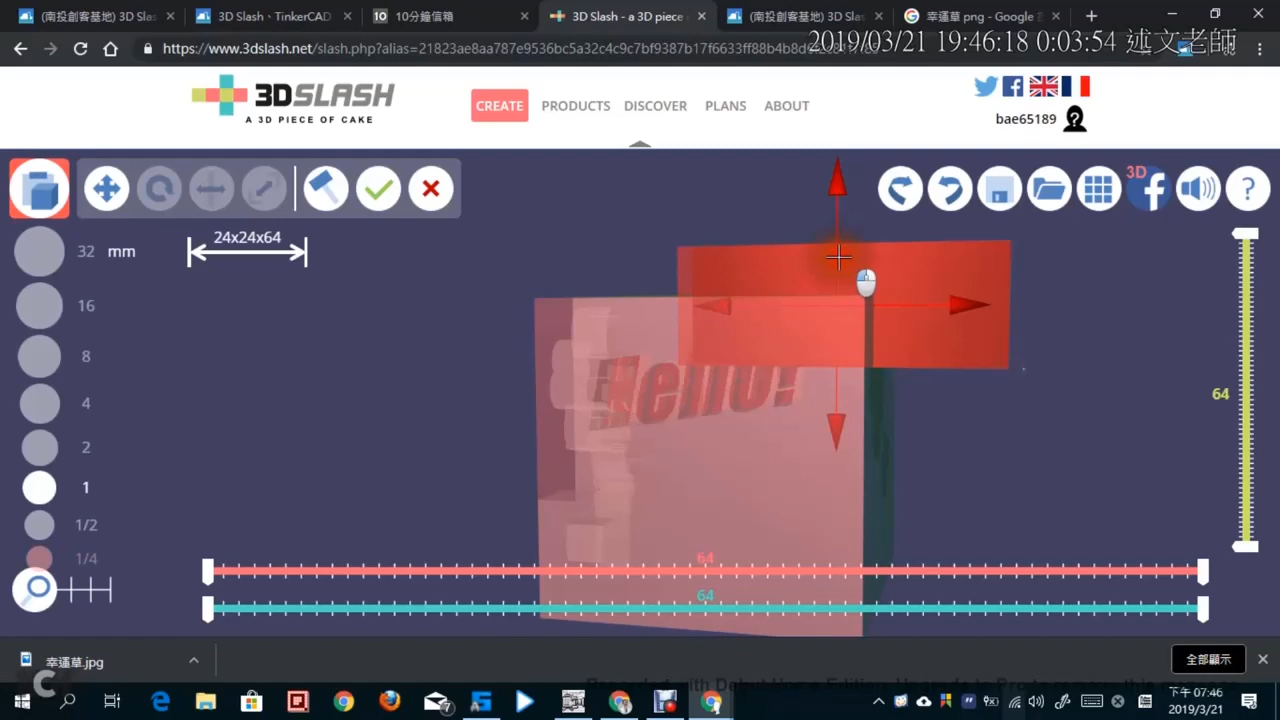 (南投創客基地) 3D Sla
3D Slash、TinkerCAD
10 10分鐘信箱
3D Slash - a 3D piece
(南投創客基地) 3D Sla
幸運草 png - Google
https://www.3dslash.net/slash.php?alias=21823ae8aa787e9536bc5a32c4c9c7bf9387b17f6633ff88b4b8d
2019/03/21 19:46:18 0:03:54 述文老師
3DSLASH
A 3D PIECE OF CAKE
CREATE
PRODUCTS
DISCOVER
PLANS
ABOUT
bae65189
3D
24x24x64
32 mm
16
8
4
2
1
1/2
1/4
Hello!
64
64
64
幸運草.jpg
全部顯示
下午 07:46
2019/3/21